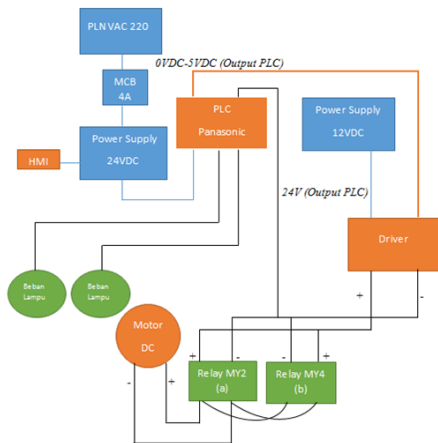 PLN VAC 220
0VDC-5VDC (Output PLC)
MCB
4A
PLC
Panasonic
Power Supply
12VDC
Power Supply
24VDC
HMI
24V (Output PLC)
Driver
+
-
Beban
Lampu
Beban
Lampu
Motor
DC
+
-
-
+
-
+
Relay MY2
(a)
Relay MY4
(b)